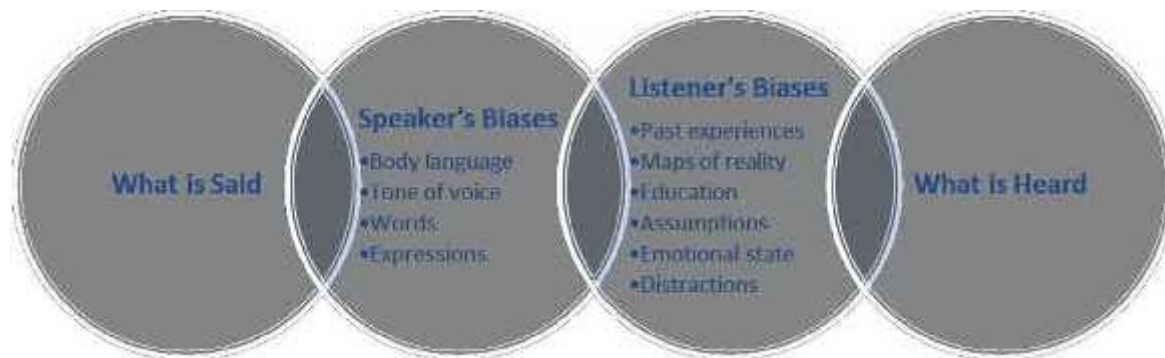 What is Said
Speaker's Biases
•Body language
•Tone of voice
•Words
•Expressions
Listener's Biases
•Past experiences
•Maps of reality
•Education
•Assumptions
•Emotional state
•Distractions
What is Heard